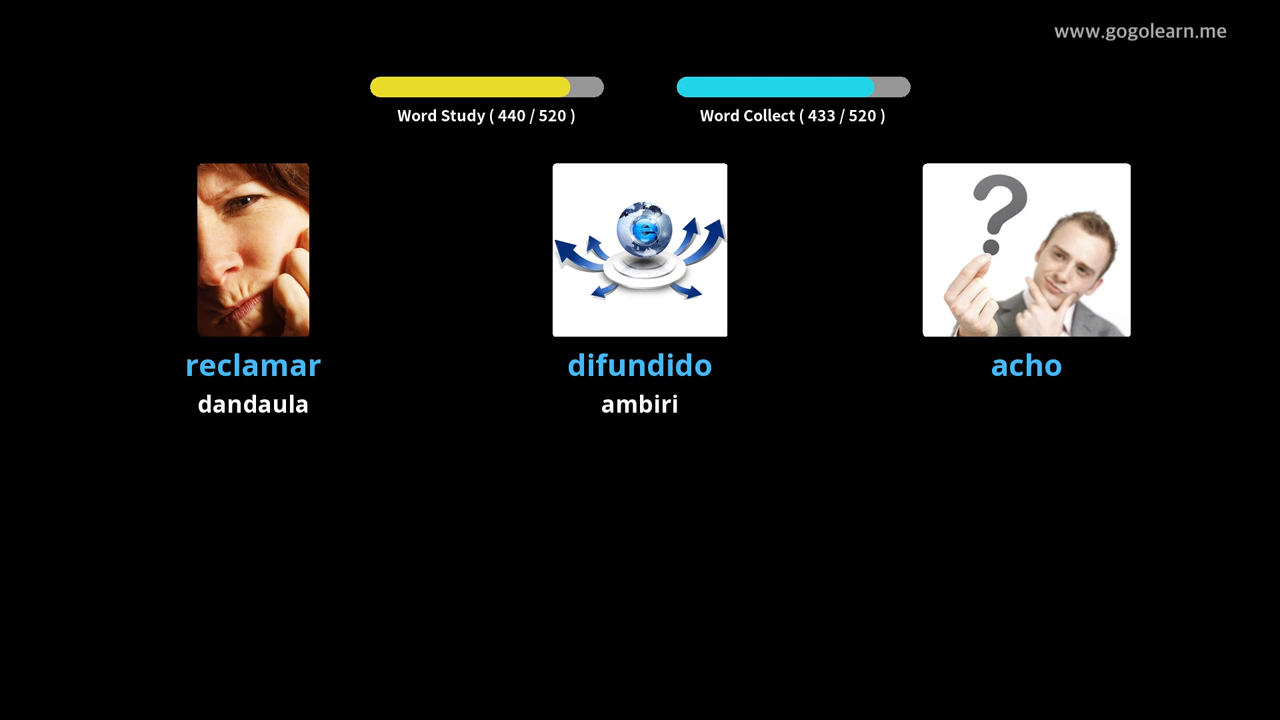 www.gogolearn.me
Word Study ( 440 / 520 )
Word Collect ( 433 / 520 )
e
reclamar
difundido
acho
dandaula
ambiri